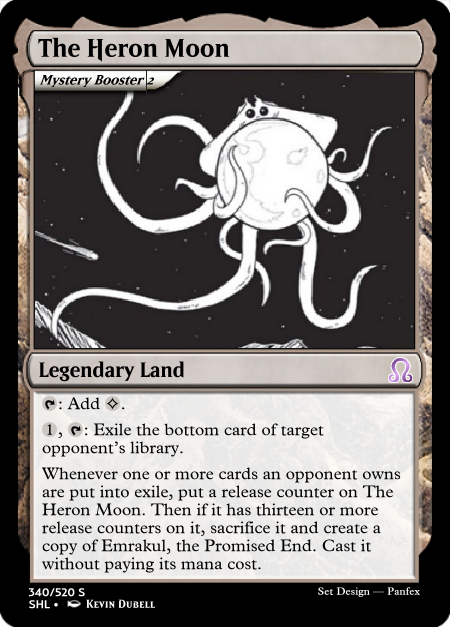 The Heron Moon
Mystery Booster 2
Legendary Land
: Add .
1, : Exile the bottom card of target
opponent's library.
Whenever one or more cards an opponent owns
are put into exile, put a release counter on The
Heron Moon. Then if it has thirteen or more
release counters on it, sacrifice it and create a
copy of Emrakul, the Promised End. Cast it
without paying its mana cost.
340/520 S
Set Design — Panfex
SHL • Kevin Dubell